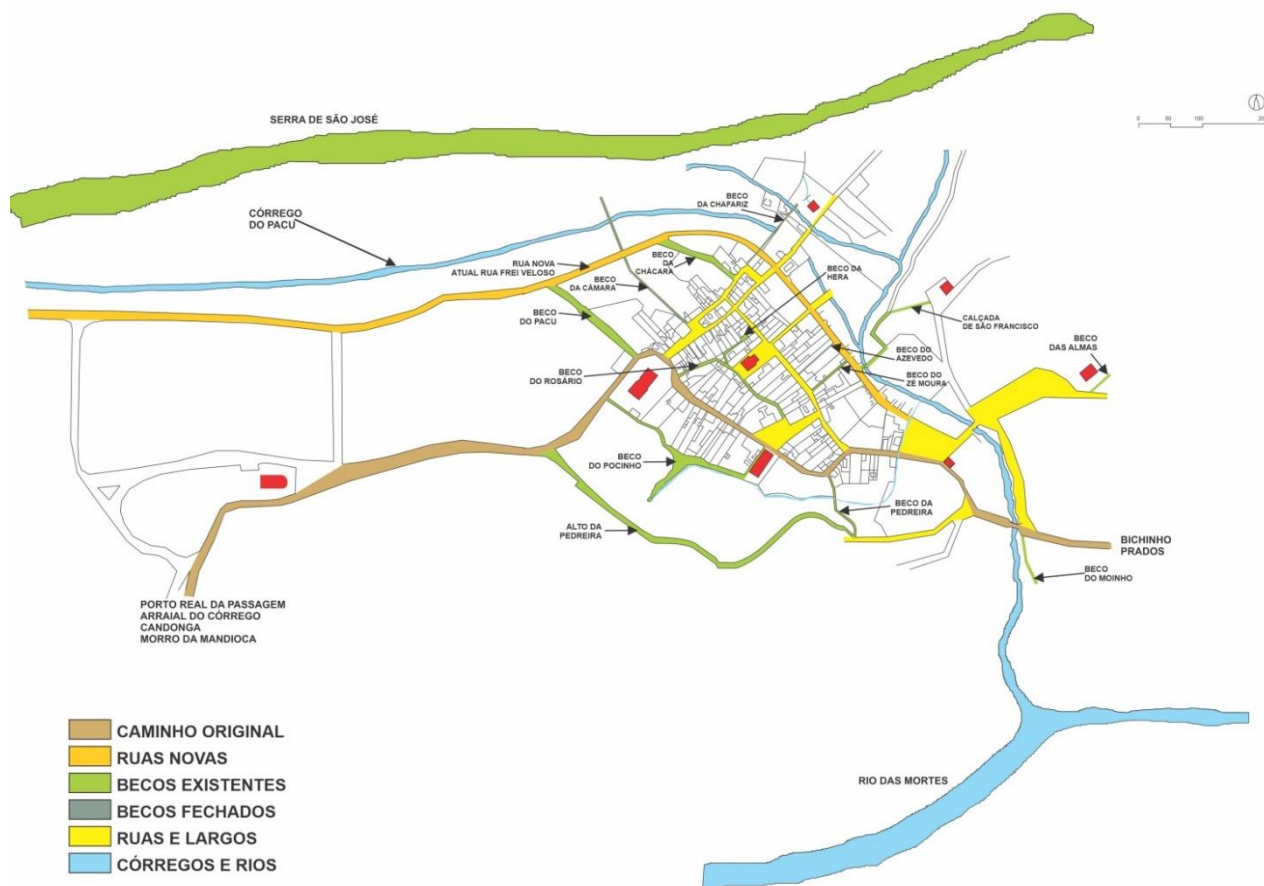 SERRA DE SÃO JOSÉ
0 50 100 200
CÓRREGO
DO PACU
BECO
DA CHAFARIZ
RUA NOVA
ATUAL RUA FREI VELOSO
BECO
DA
CHÁCARA
BECO DA
HERA
BECO
DA CÂMARA
BECO
DO PACU
CALÇADA
DE SÃO FRANCISCO
BECO
DAS ALMAS
BECO DO
AZEVEDO
BECO
DO ROSÁRIO
BECO DO
ZÉ MOURA
BECO
DO POCINHO
BECO DA
PEDREIRA
ALTO DA
PEDREIRA
BICHINHO
PRADOS
BECO
DO MOINHO
PORTO REAL DA PASSAGEM
ARRAIAL DO CÓRREGO
CANDONGA
MORRO DA MANDIOCA
CAMINHO ORIGINAL
RUAS NOVAS
BECOS EXISTENTES
BECOS FECHADOS
RUAS E LARGOS
CÓRREGOS E RIOS
RIO DAS MORTES